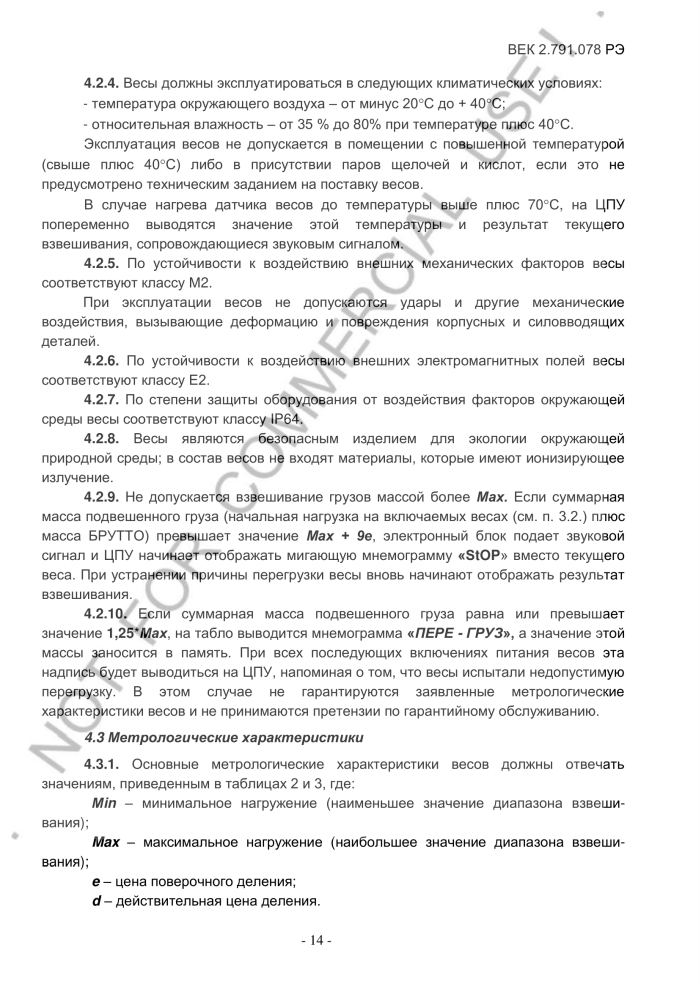 ВЕК 2.791.078 РЭ
4.2.4. Весы должны эксплуатироваться в следующих климатических условиях:
- температура окружающего воздуха – от минус 20°С до + 40°С;
- относительная влажность – от 35 % до 80% при температуре плюс 40°С.
Эксплуатация весов не допускается в помещении с повышенной температурой
(свыше плюс 40°С) либо в присутствии паров щелочей и кислот, если это не
предусмотрено техническим заданием на поставку весов.
В случае нагрева датчика весов до температуры выше плюс 70°С, на ЦПУ
попеременно выводятся значение этой температуры и результат текущего
взвешивания, сопровождающиеся звуковым сигналом.
4.2.5. По устойчивости к воздействию внешних механических факторов весы
соответствуют классу М2.
При эксплуатации весов не допускаются удары и другие механические
воздействия, вызывающие деформацию и повреждения корпусных и силовводящих
деталей.
4.2.6. По устойчивости к воздействию внешних электромагнитных полей весы
соответствуют классу Е2.
4.2.7. По степени защиты оборудования от воздействия факторов окружающей
среды весы соответствуют классу IP64.
4.2.8. Весы являются безопасным изделием для экологии окружающей
природной среды; в состав весов не входят материалы, которые имеют ионизирующее
излучение.
4.2.9. Не допускается взвешивание грузов массой более Max. Если суммарная
масса подвешенного груза (начальная нагрузка на включаемых весах (см. п. 3.2.) плюс
масса БРУТТО) превышает значение Max + 9e, электронный блок подает звуковой
сигнал и ЦПУ начинает отображать мигающую мнемограмму «StOP» вместо текущего
веса. При устранении причины перегрузки весы вновь начинают отображать результат
взвешивания.
4.2.10. Если суммарная масса подвешенного груза равна или превышает
значение 1,25*Max, на табло выводится мнемограмма «ПЕРЕ - ГРУЗ», а значение этой
массы заносится в память. При всех последующих включениях питания весов эта
надпись будет выводиться на ЦПУ, напоминая о том, что весы испытали недопустимую
перегрузку. В этом случае не гарантируются заявленные метрологические
характеристики весов и не принимаются претензии по гарантийному обслуживанию.
4.3 Метрологические характеристики
4.3.1. Основные метрологические характеристики весов должны отвечать
значениям, приведенным в таблицах 2 и 3, где:
Min – минимальное нагружение (наименьшее значение диапазона взвеши-
вания);
Max – максимальное нагружение (наибольшее значение диапазона взвеши-
вания);
e – цена поверочного деления;
d – действительная цена деления.
- 14 -
NOT FOR COMMERCIAL USE !